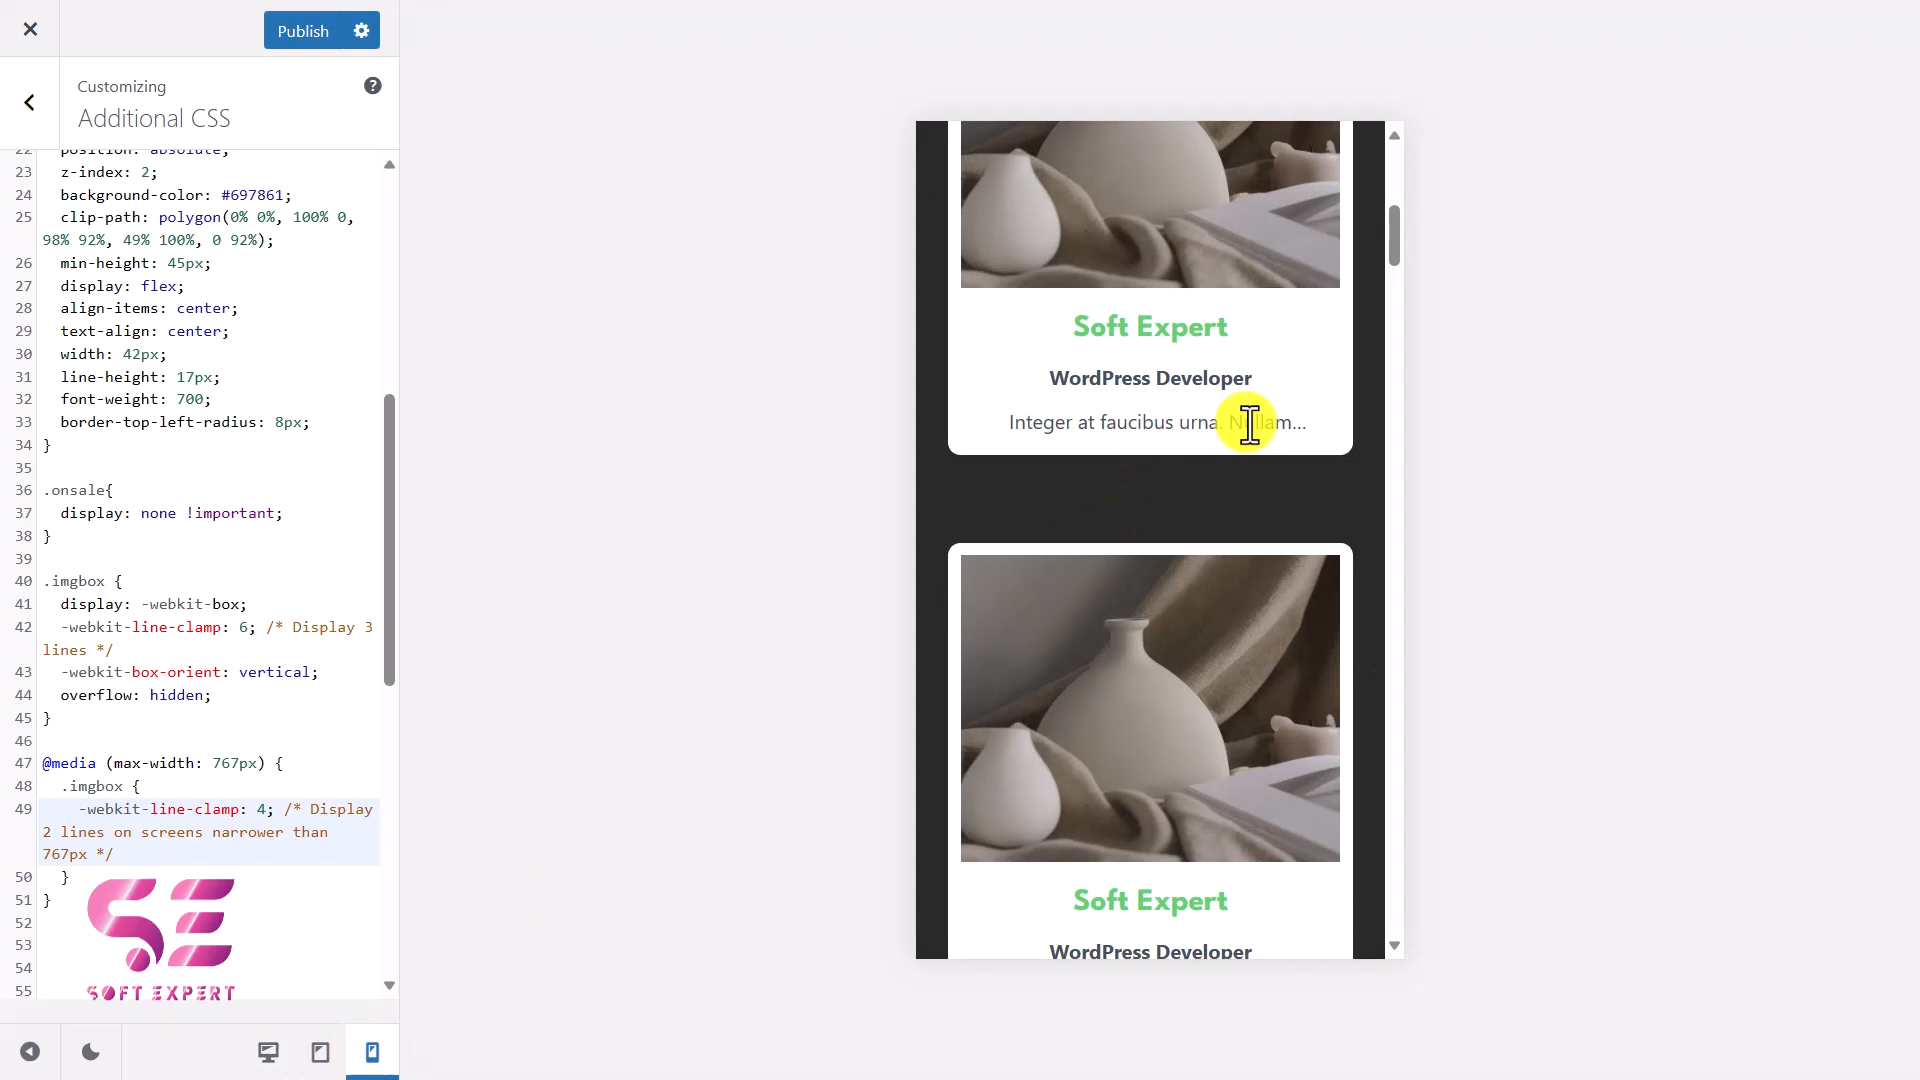 Publish
Customizing
Additional CSS
22 position: absolute;
23 z-index: 2;
24 background-color: #697861;
25 clip-path: polygon(0% 0%, 100% 0,
98% 92%, 49% 100%, 0 92%);
26 min-height: 45px;
27 display: flex;
28 align-items: center;
29 text-align: center;
30 width: 42px;
31 line-height: 17px;
32 font-weight: 700;
33 border-top-left-radius: 8px;
34 }
35
36 .onsale{
37 display: none !important;
38 }
39
40 .imgbox {
41 display: -webkit-box;
42 -webkit-line-clamp: 6; /* Display 3
lines */
43 -webkit-box-orient: vertical;
44 overflow: hidden;
45 }
46
47 @media (max-width: 767px) {
48 .imgbox {
49 -webkit-line-clamp: 4; /* Display
2 lines on screens narrower than
767px */
50 }
51 }
52
53
54
55
SE
SOFT EXPERT
Soft Expert
WordPress Developer
Integer at faucibus urna. Nullam...
Soft Expert
WordPress Developer